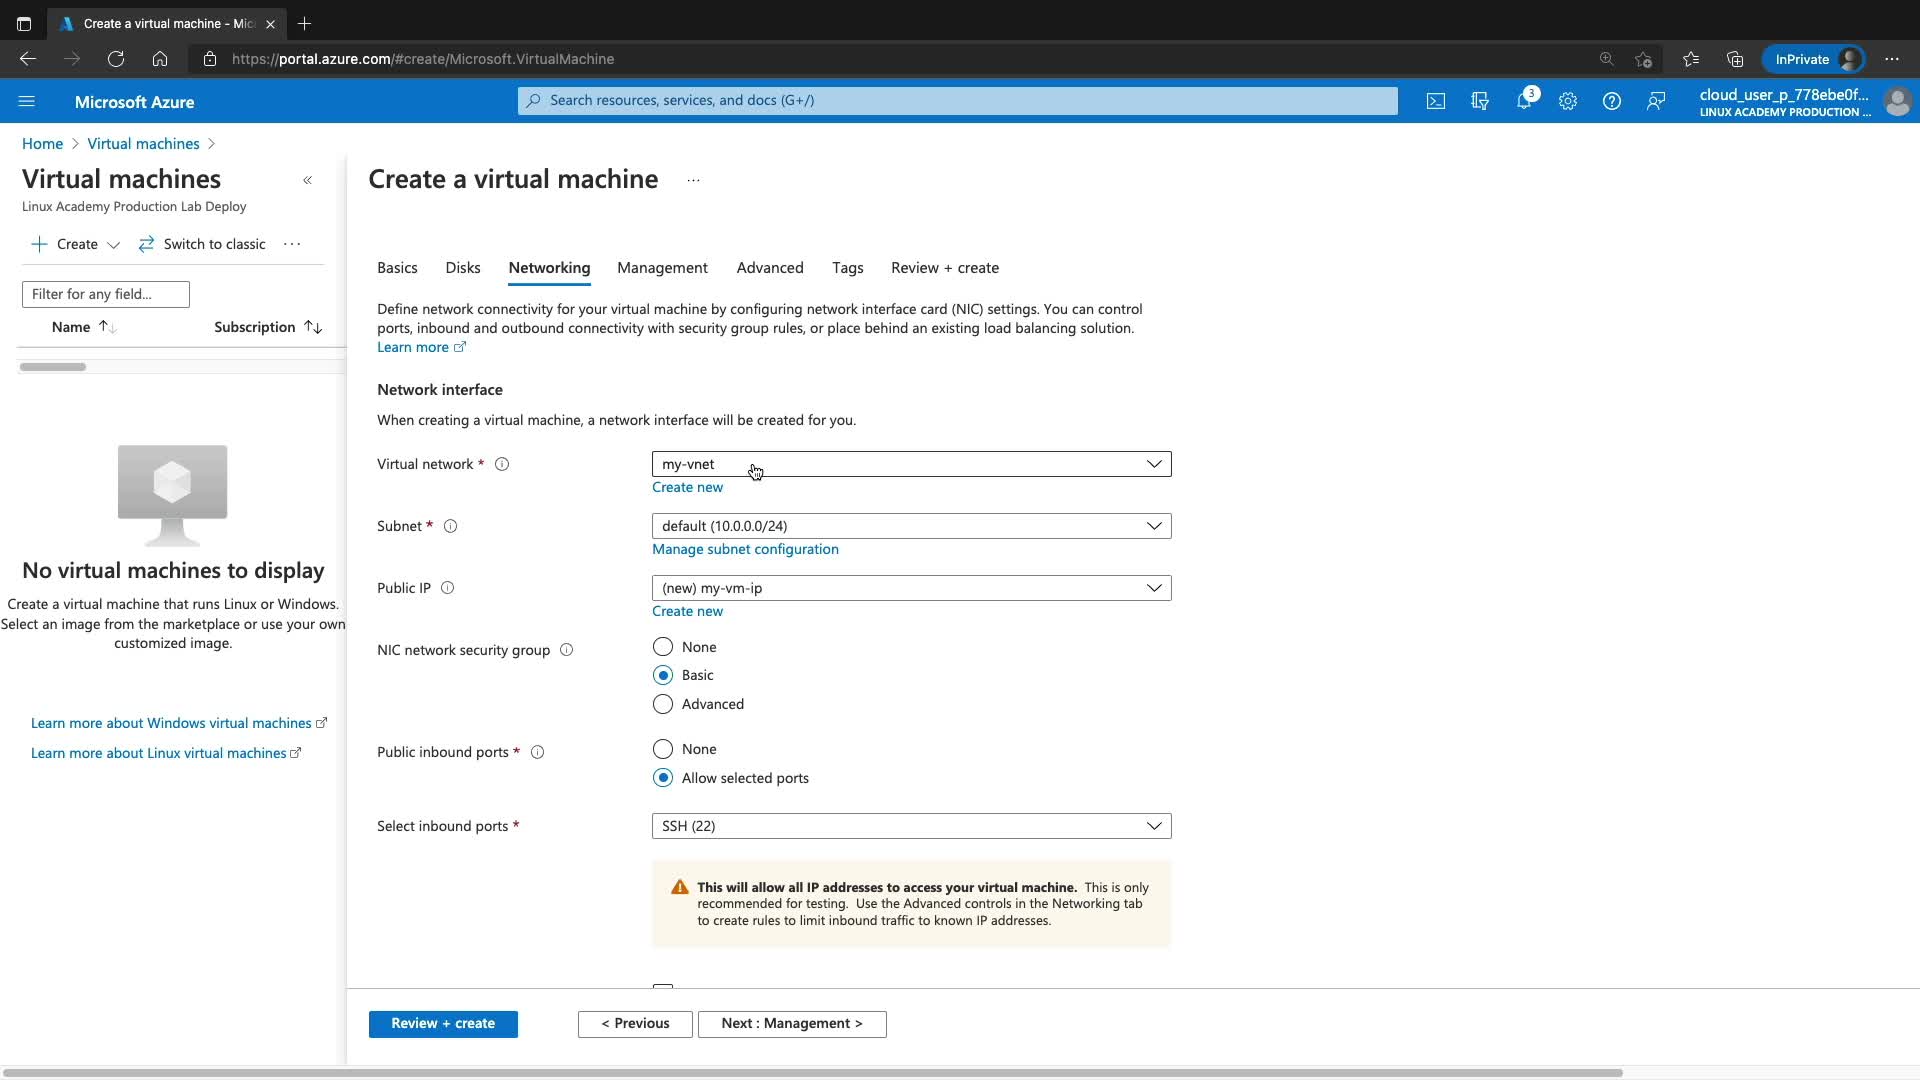 Create a virtual machine - Mic
https://portal.azure.com/#create/Microsoft.VirtualMachine
InPrivate
Microsoft Azure
Search resources, services, and docs (G+/)
3
cloud_user_p_778ebe0f...
LINUX ACADEMY PRODUCTION ...
Home > Virtual machines >
Virtual machines
«
Linux Academy Production Lab Deploy
Create
Switch to classic
...
Filter for any field...
Name
Subscription
No virtual machines to display
Create a virtual machine that runs Linux or Windows.
Select an image from the marketplace or use your own
customized image.
Learn more about Windows virtual machines
Learn more about Linux virtual machines
Create a virtual machine
...
Basics
Disks
Networking
Management
Advanced
Tags
Review + create
Define network connectivity for your virtual machine by configuring network interface card (NIC) settings. You can control
ports, inbound and outbound connectivity with security group rules, or place behind an existing load balancing solution.
Learn more
Network interface
When creating a virtual machine, a network interface will be created for you.
Virtual network *
my-vnet
Create new
Subnet *
default (10.0.0.0/24)
Manage subnet configuration
Public IP
(new) my-vm-ip
Create new
NIC network security group
None
Basic
Advanced
Public inbound ports *
None
Allow selected ports
Select inbound ports *
SSH (22)
This will allow all IP addresses to access your virtual machine. This is only
recommended for testing. Use the Advanced controls in the Networking tab
to create rules to limit inbound traffic to known IP addresses.
Review + create
< Previous
Next : Management >